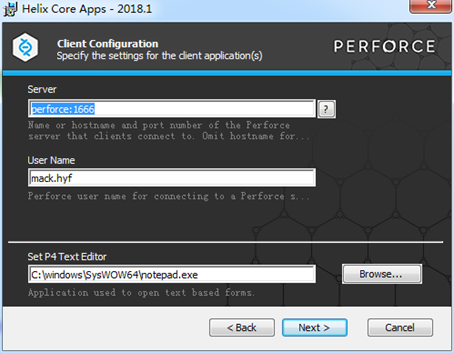 Helix Core Apps - 2018.1
Client Configuration
Specify the settings for the client application(s)
PERFORCE
Server
perforce:1666
?
Name or hostname and port number of the Perforce
server that clients connect to. Omit hostname for...
User Name
mack.hyf
Perforce user name for connecting to a Perforce s...
Set P4 Text Editor
C:\windows\SysWOW64\notepad.exe
Browse...
Application used to open text based forms.
< Back
Next >
Cancel